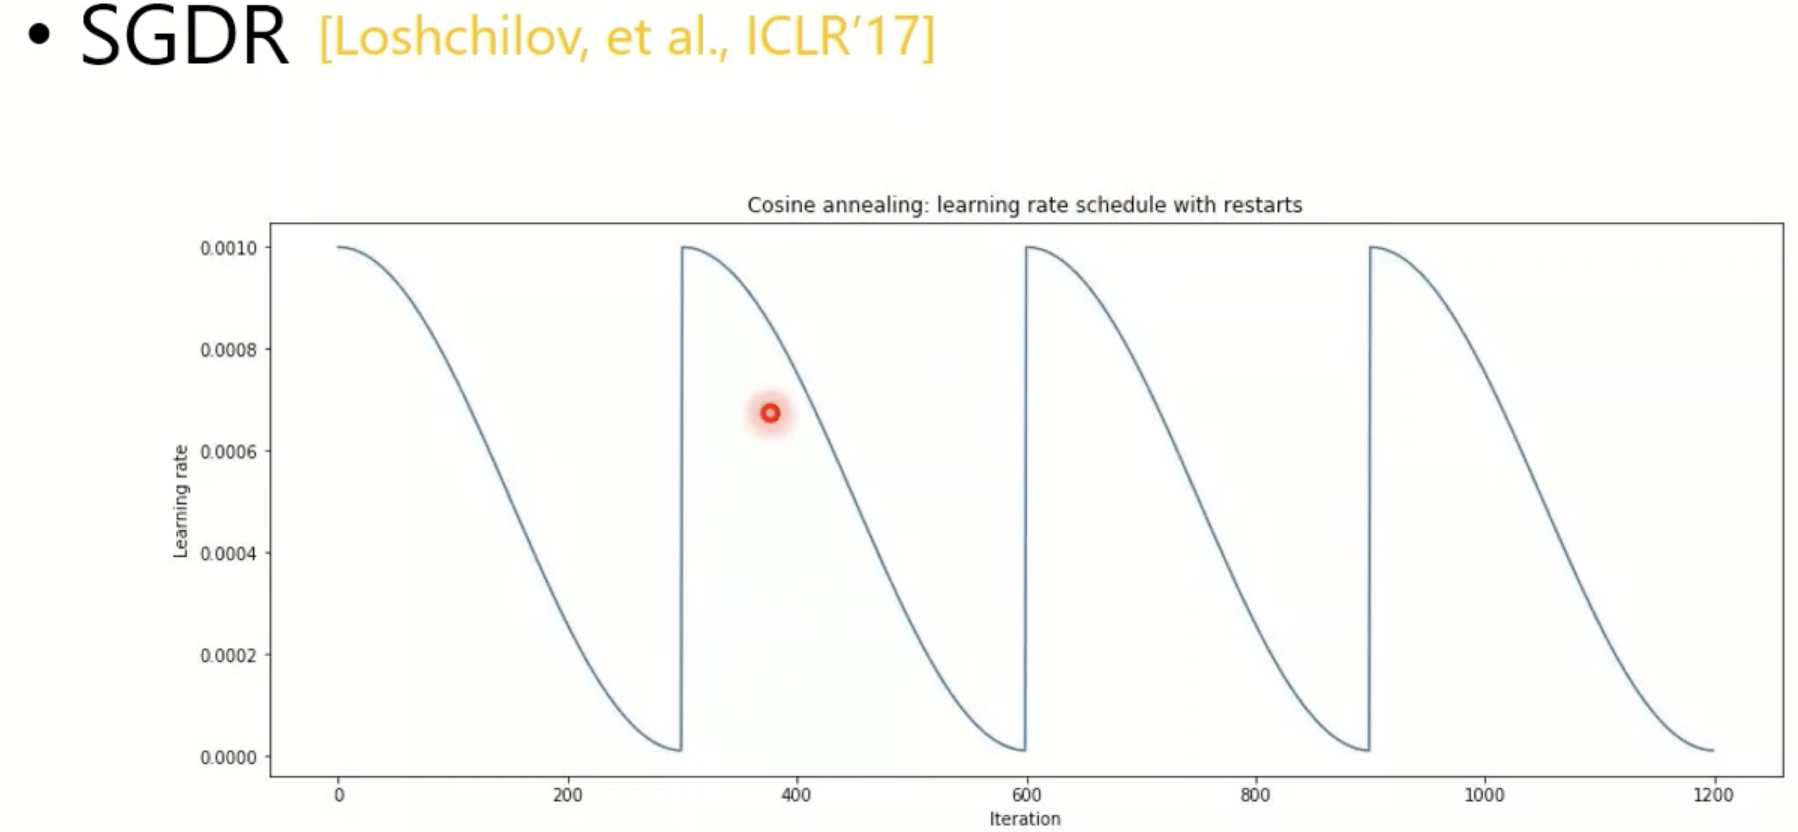 • SGDR [Loshchilov, et al., ICLR’17]
Cosine annealing: learning rate schedule with restarts
0.0010
0.0008
0.0006
0.0004
0.0002
0.0000
Learning rate
0 200 400 600 800 1000 1200
Iteration